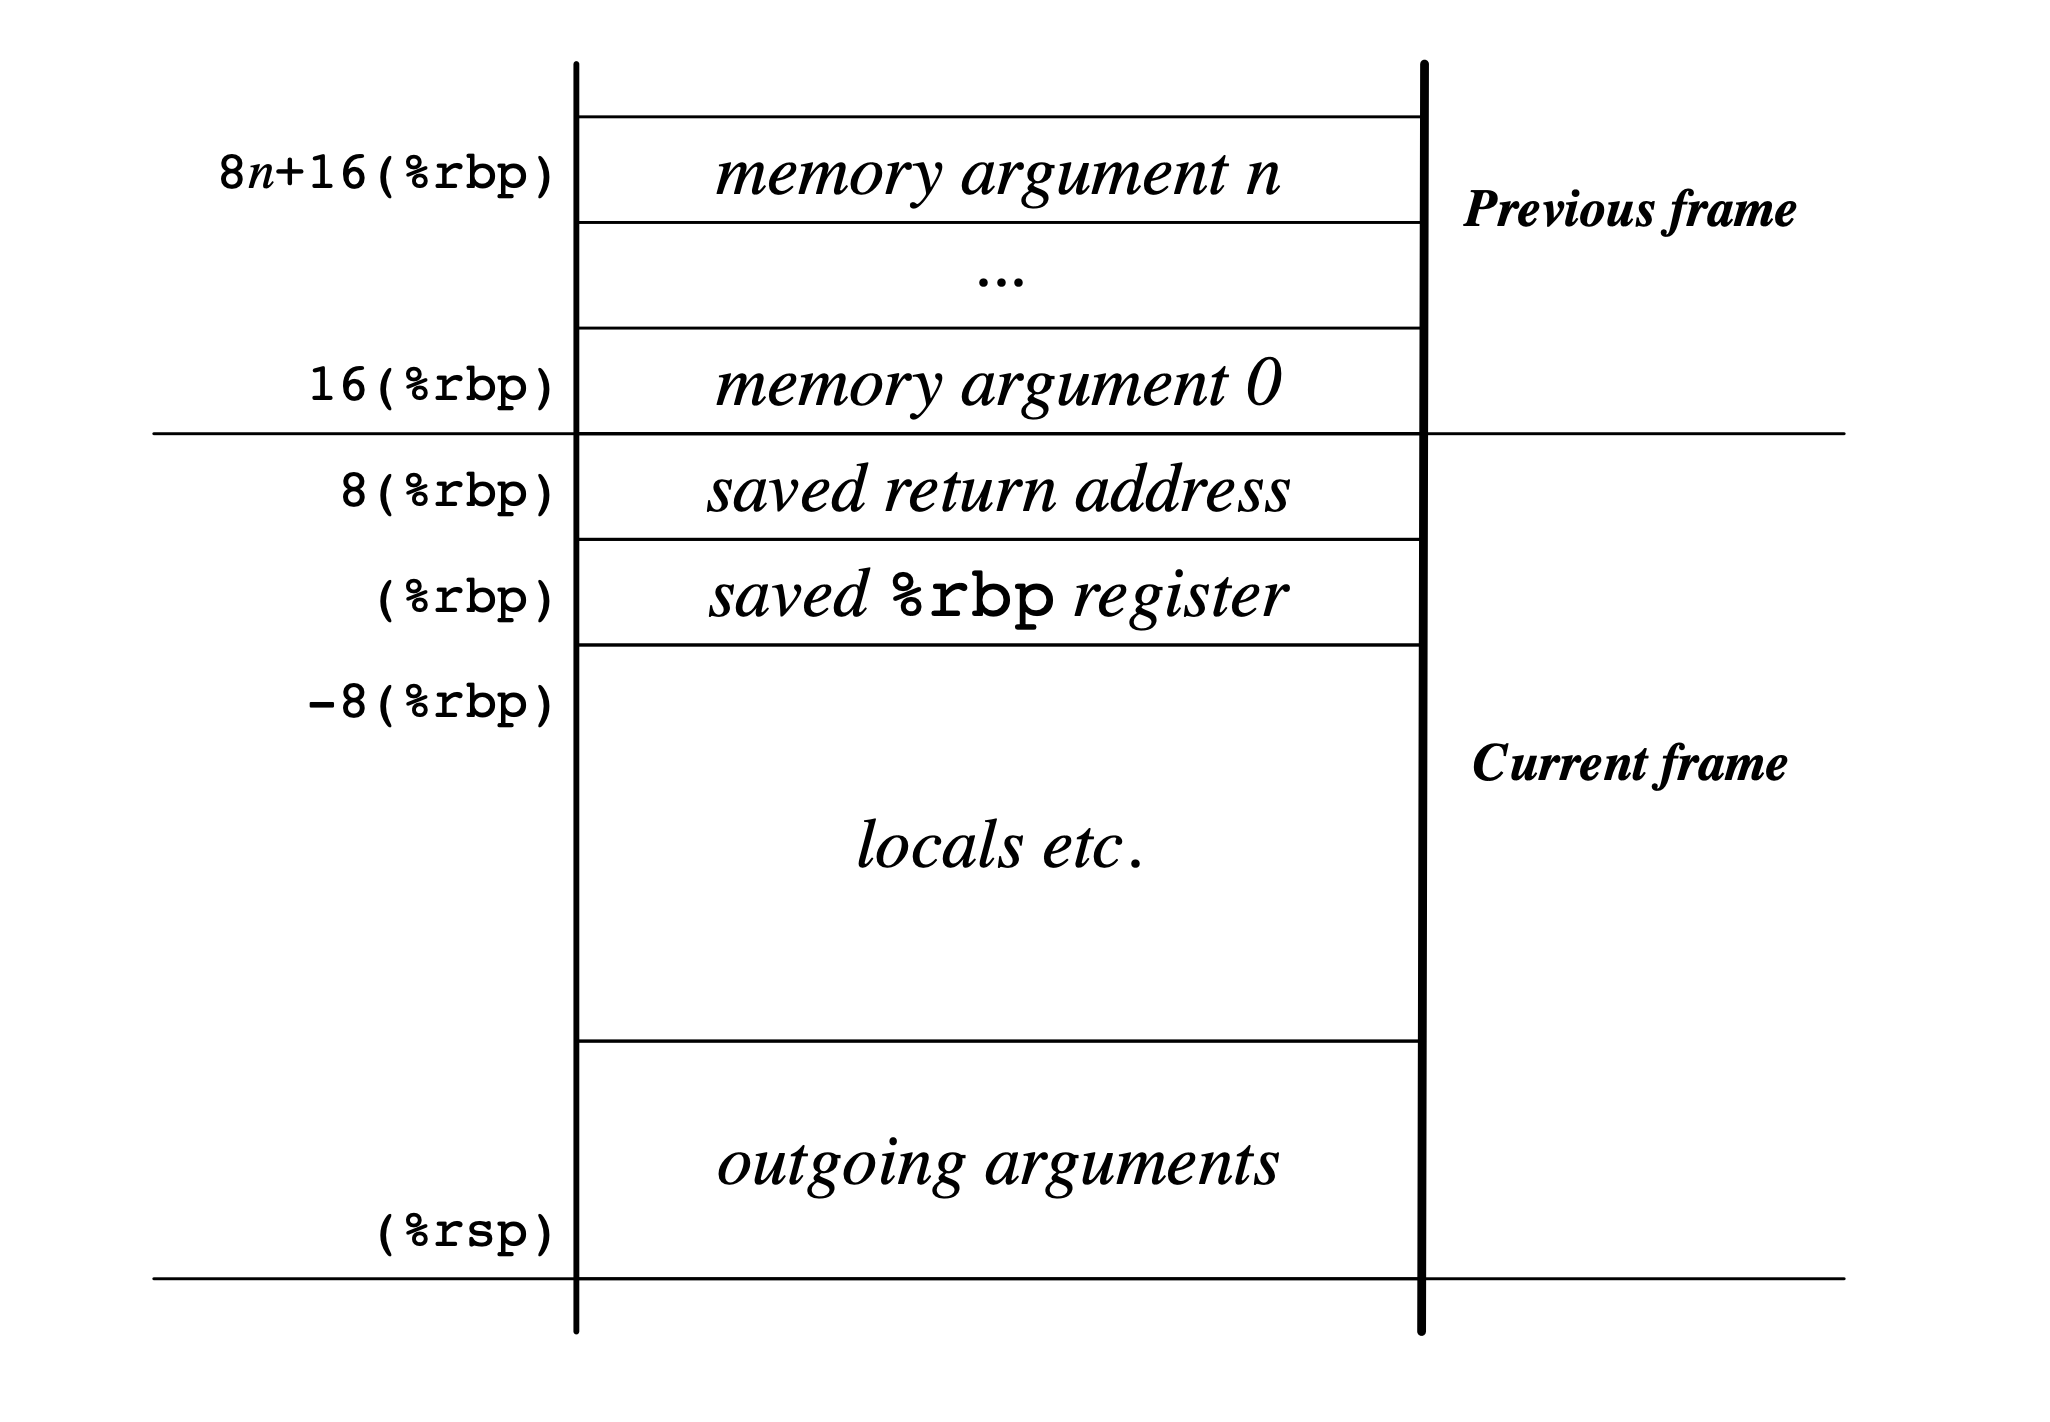 8n+16(%rbp) memory argument n
Previous frame
...
16(%rbp) memory argument 0
8(%rbp) saved return address
(%rbp) saved %rbp register
-8(%rbp)
Current frame
locals etc.
outgoing arguments
(%rsp)